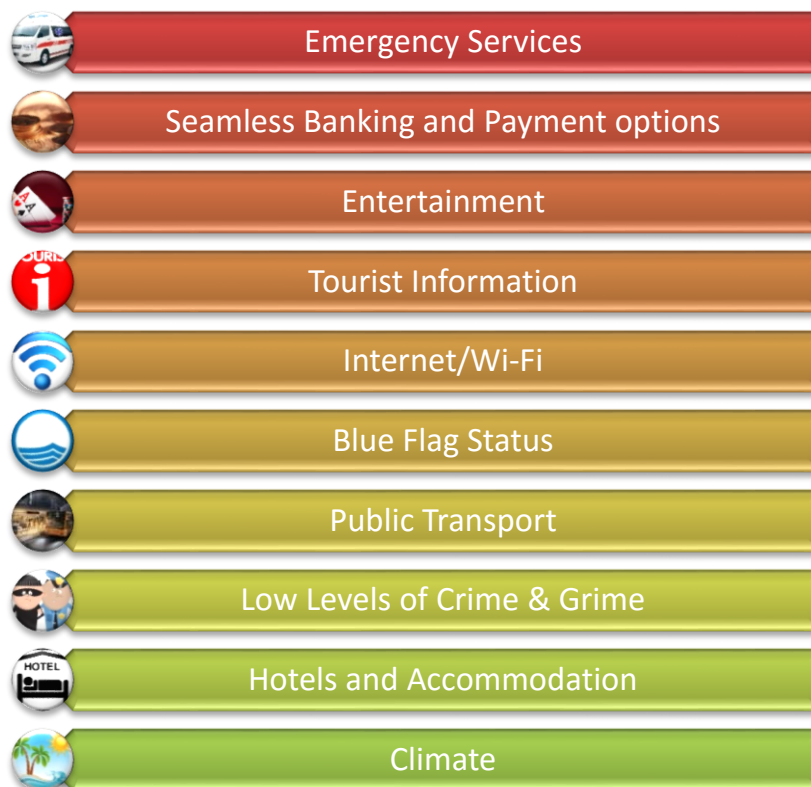 Emergency Services
Seamless Banking and Payment options
Entertainment
OURIS
i
Tourist Information
Internet/Wi-Fi
Blue Flag Status
Public Transport
Low Levels of Crime & Grime
HOTEL
Hotels and Accommodation
Climate